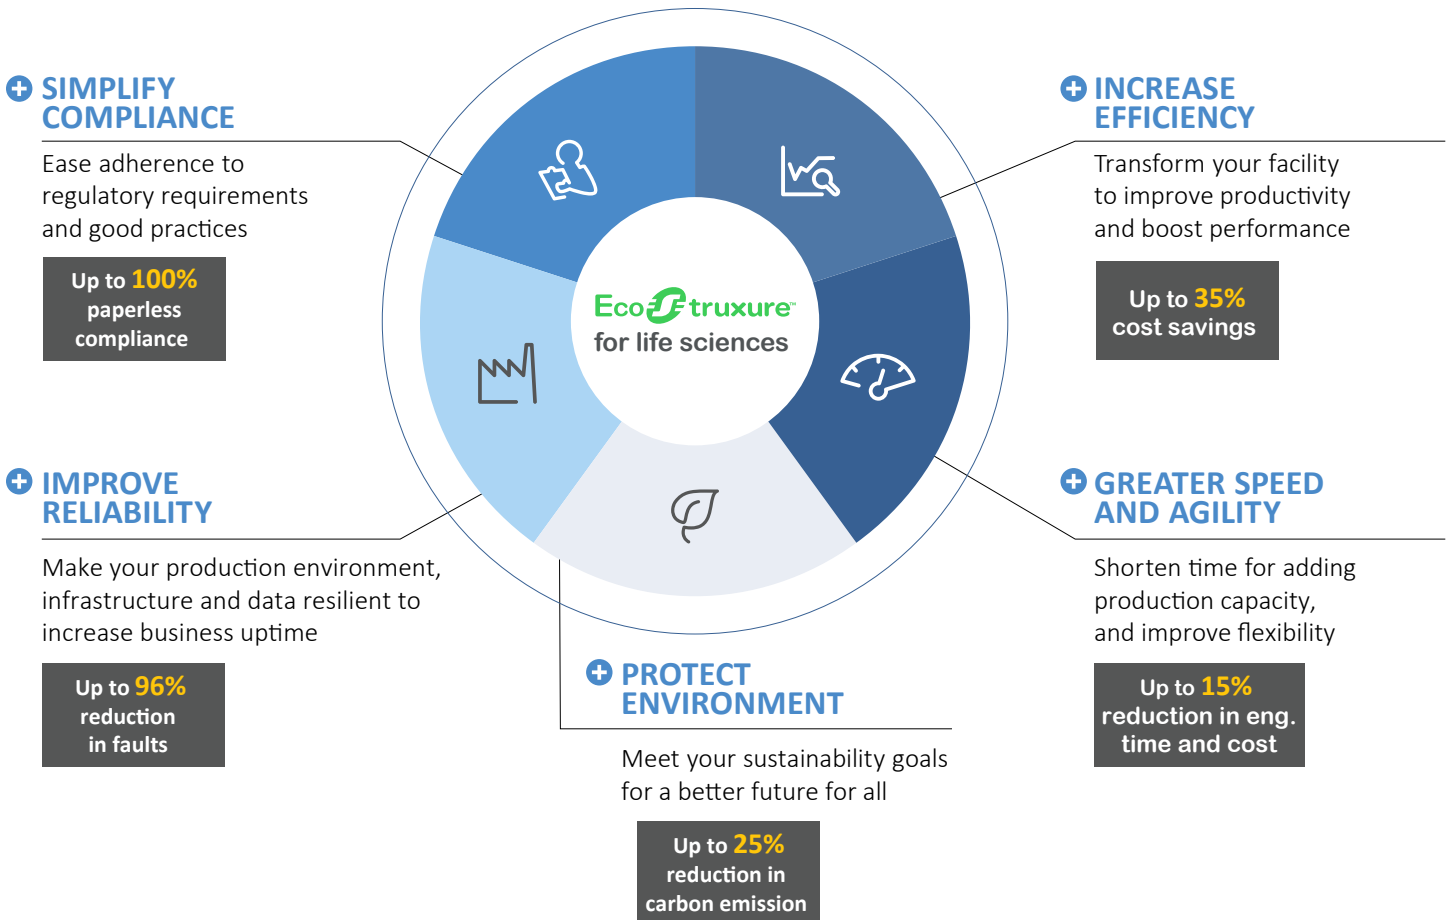 SIMPLIFY
COMPLIANCE
Ease adherence to
regulatory requirements
and good practices
Up to 100%
paperless
compliance
INCREASE
EFFICIENCY
Transform your facility
to improve productivity
and boost performance
Up to 35%
cost savings
EcoStruxure™
for life sciences
IMPROVE
RELIABILITY
Make your production environment,
infrastructure and data resilient to
increase business uptime
Up to 96%
reduction
in faults
GREATER SPEED
AND AGILITY
Shorten time for adding
production capacity,
and improve flexibility
Up to 15%
reduction in eng.
time and cost
PROTECT
ENVIRONMENT
Meet your sustainability goals
for a better future for all
Up to 25%
reduction in
carbon emission